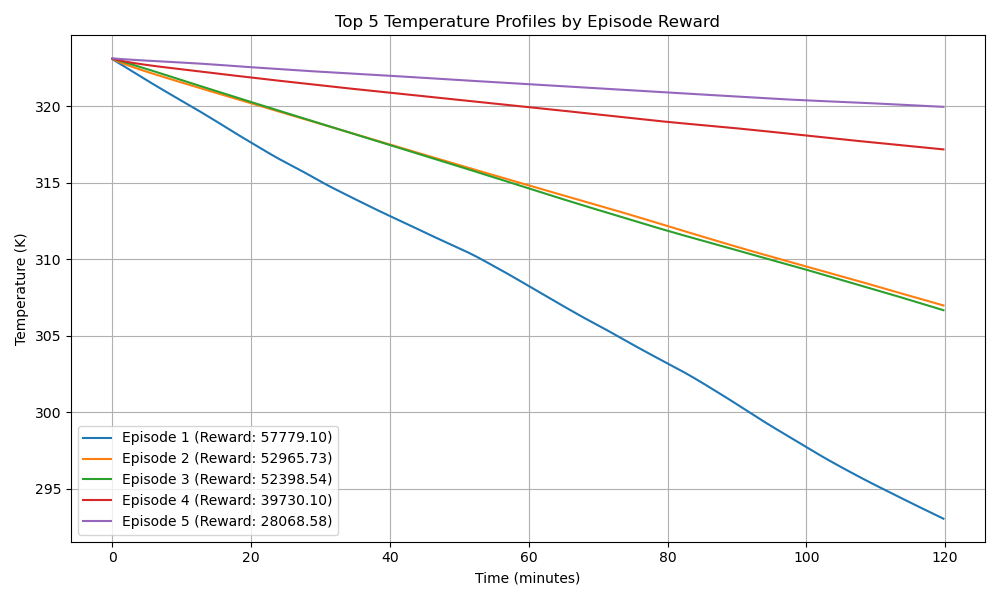 Top 5 Temperature Profiles by Episode Reward
Temperature (K)
320
315
310
305
300
295
Episode 1 (Reward: 57779.10)
Episode 2 (Reward: 52965.73)
Episode 3 (Reward: 52398.54)
Episode 4 (Reward: 39730.10)
Episode 5 (Reward: 28068.58)
0 20 40 60 80 100 120
Time (minutes)